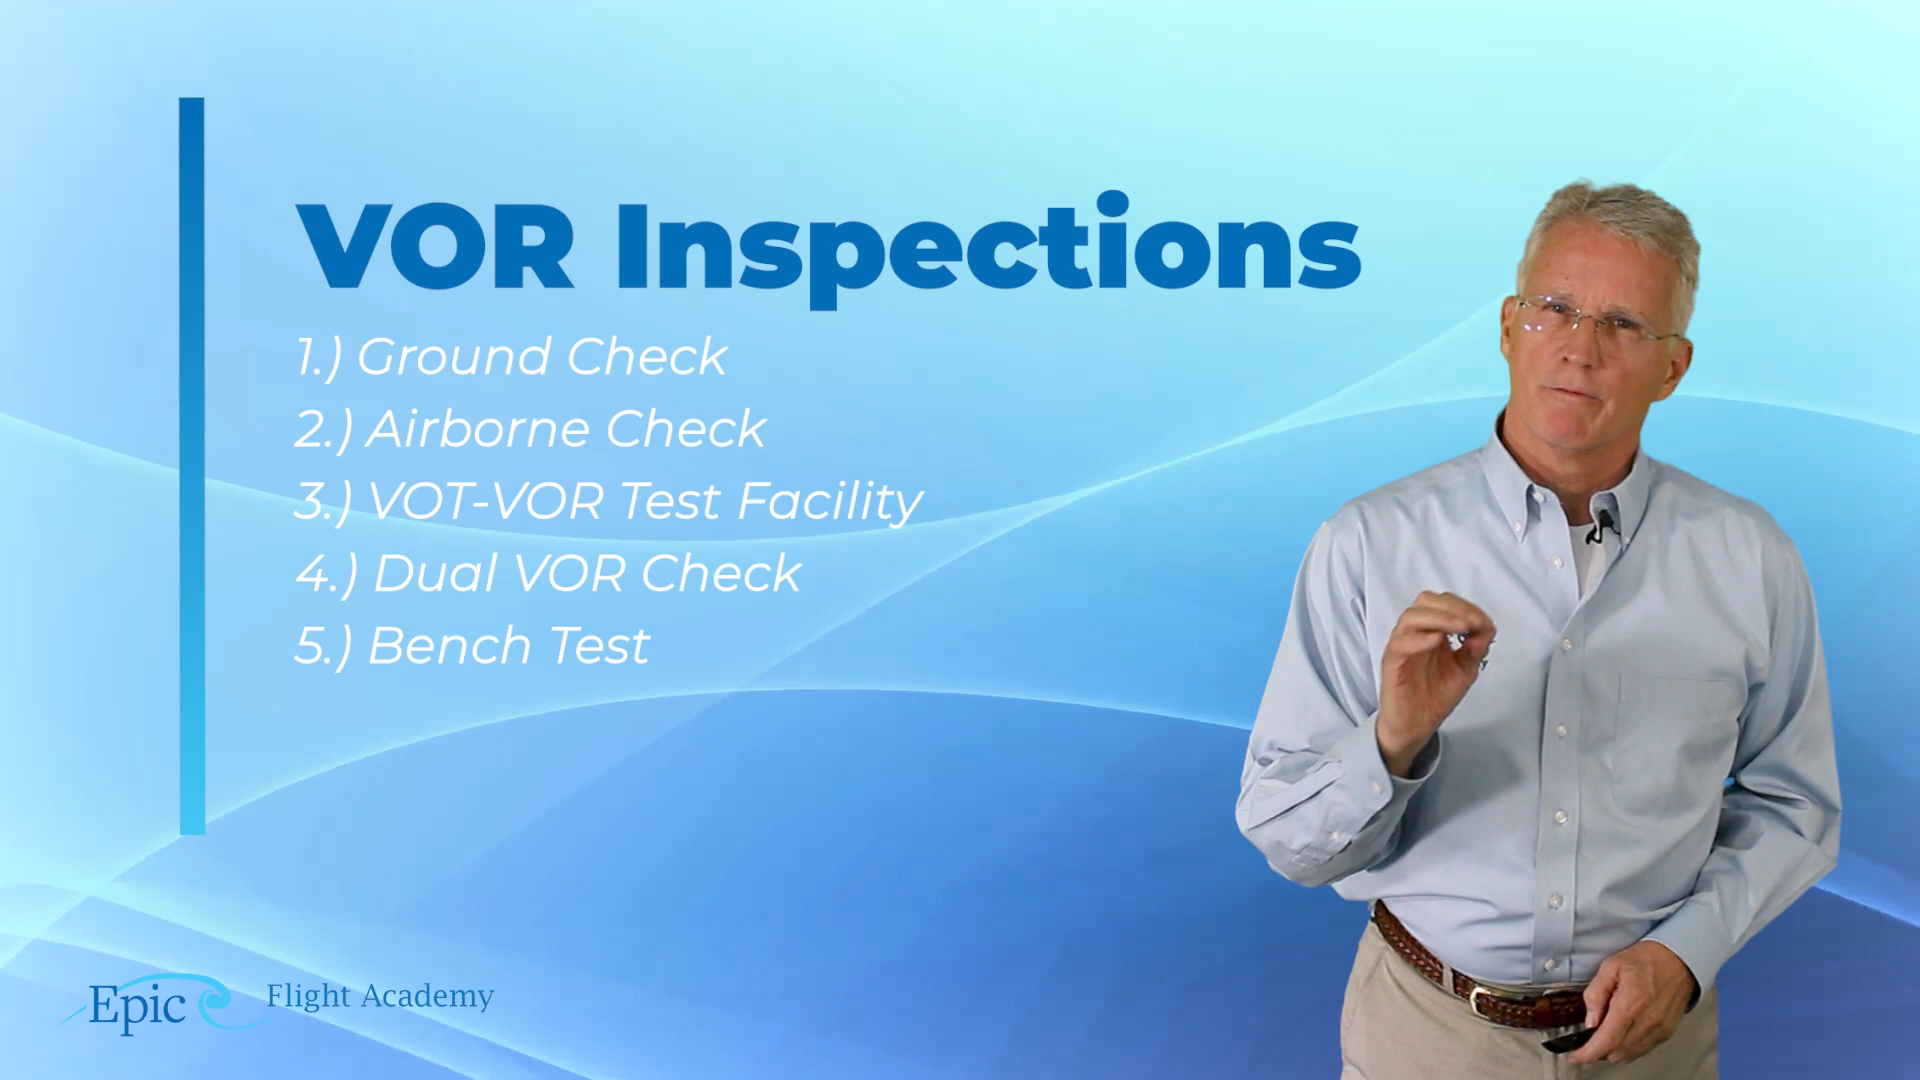 VOR Inspections
1.) Ground Check
2.) Airborne Check
3.) VOT-VOR Test Facility
4.) Dual VOR Check
5.) Bench Test
Epic Flight Academy